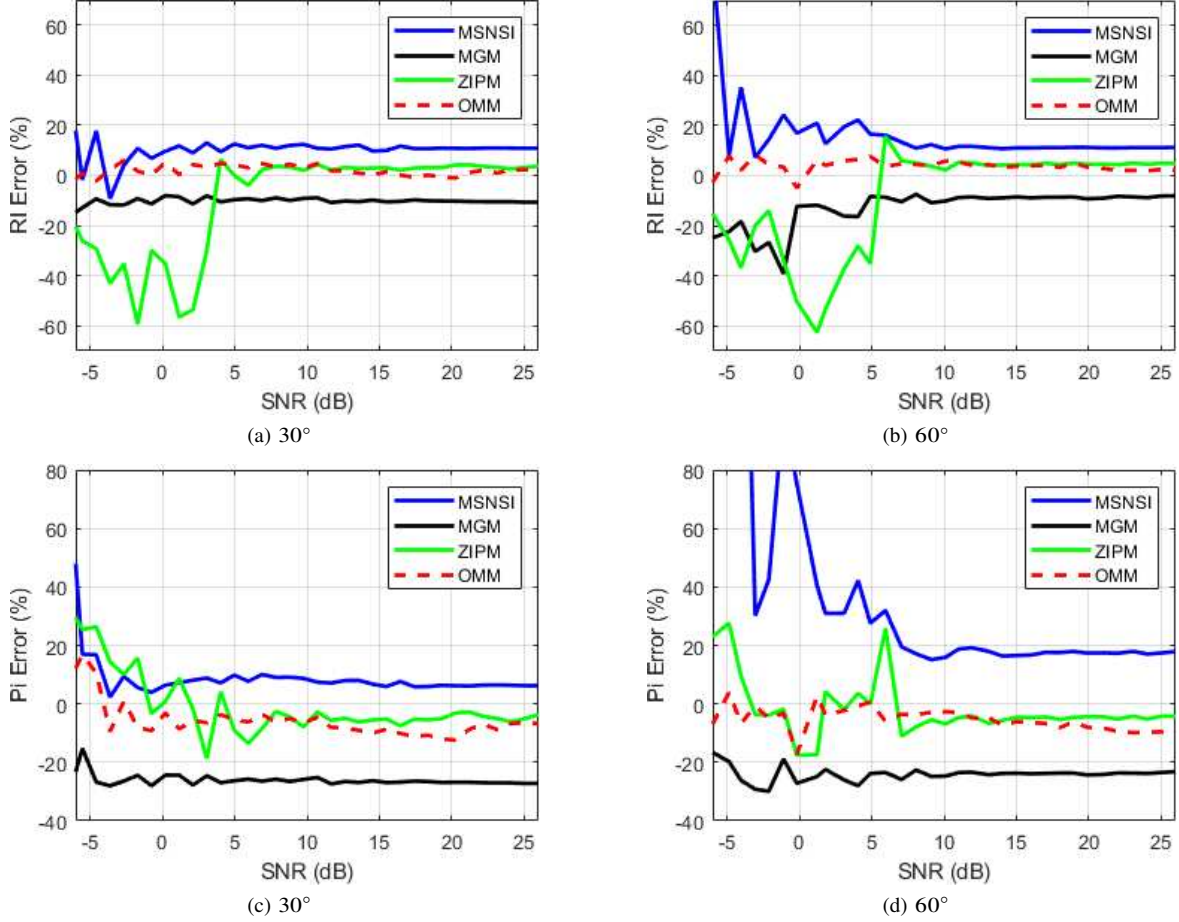 60
40
20
0
-20
-40
-60
RI Error (%)
MSNSI
MGM
ZIPM
OMM
-5 0 5 10 15 20 25
SNR (dB)
(a) 30°
60
40
20
0
-20
-40
-60
RI Error (%)
MSNSI
MGM
ZIPM
OMM
-5 0 5 10 15 20 25
SNR (dB)
(b) 60°
80
60
40
20
0
-20
-40
Pi Error (%)
MSNSI
MGM
ZIPM
OMM
-5 0 5 10 15 20 25
SNR (dB)
(c) 30°
80
60
40
20
0
-20
-40
Pi Error (%)
MSNSI
MGM
ZIPM
OMM
-5 0 5 10 15 20 25
SNR (dB)
(d) 60°